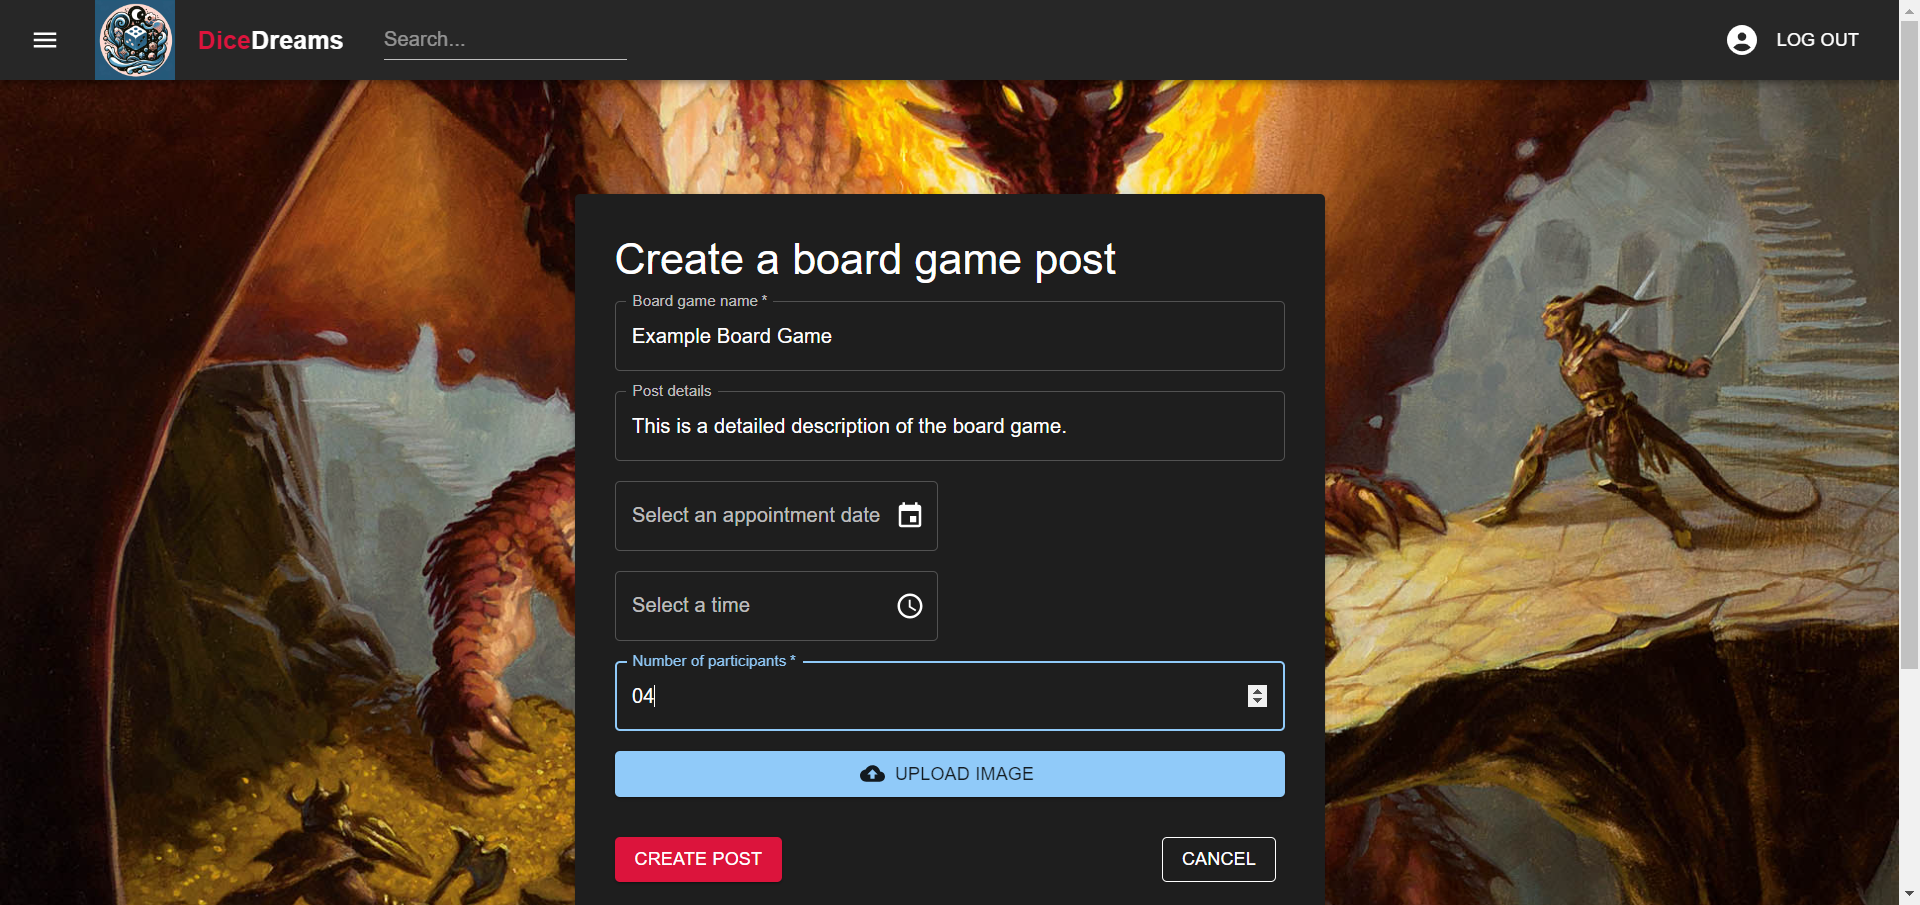 DiceDreams
Search...
LOG OUT
Create a board game post
Board game name *
Example Board Game
Post details
This is a detailed description of the board game.
Select an appointment date
Select a time
Number of participants *
04
UPLOAD IMAGE
CREATE POST
CANCEL